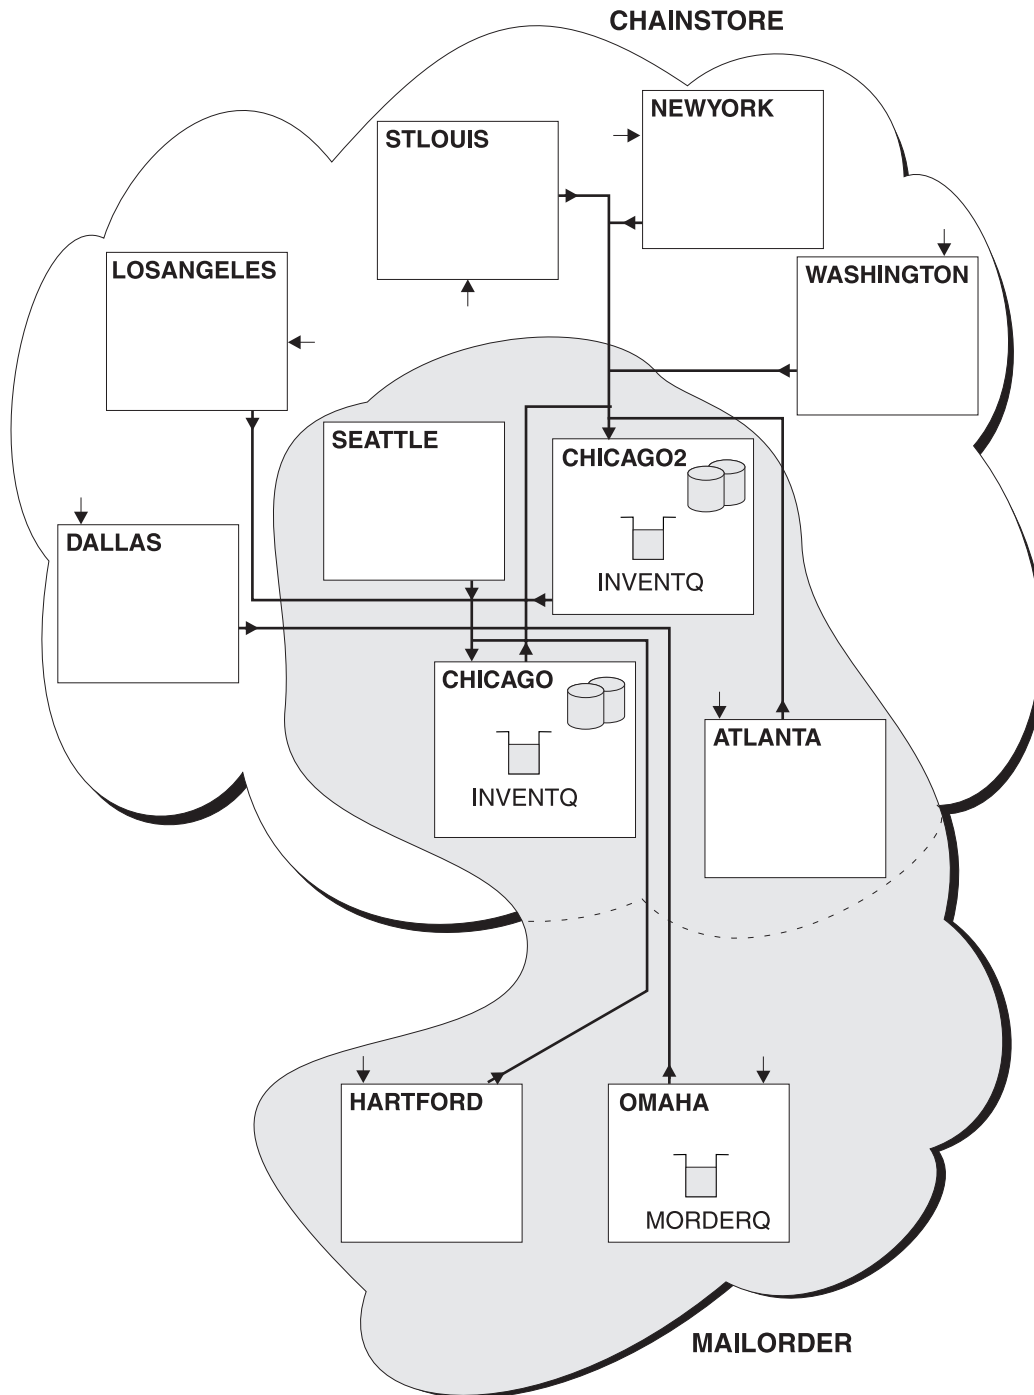 CHAINSTORE
NEWYORK
STLOUIS
LOSANGELES
WASHINGTON
SEATTLE
CHICAGO2
INVENTQ
DALLAS
CHICAGO
INVENTQ
ATLANTA
HARTFORD
OMAHA
MORDERQ
MAILORDER